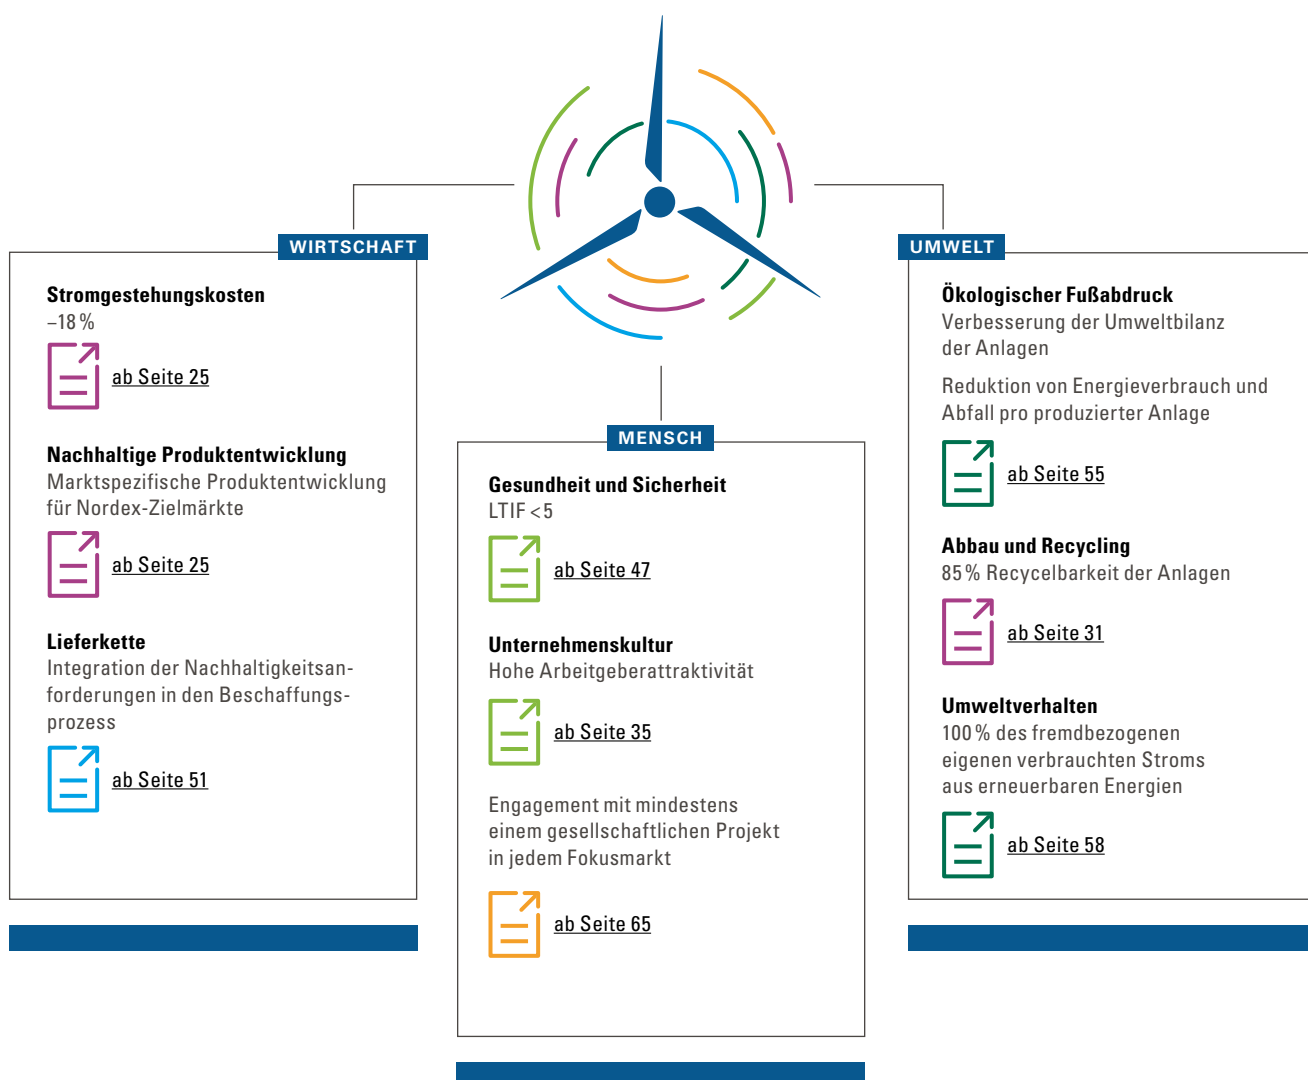 WIRTSCHAFT
Stromgestehungskosten
–18 %
ab Seite 25
Nachhaltige Produktentwicklung
Marktspezifische Produktentwicklung
für Nordex-Zielmärkte
ab Seite 25
Lieferkette
Integration der Nachhaltigkeitsan-
forderungen in den Beschaffungs-
prozess
ab Seite 51
MENSCH
Gesundheit und Sicherheit
LTIF < 5
ab Seite 47
Unternehmenskultur
Hohe Arbeitgeberattraktivität
ab Seite 35
Engagement mit mindestens
einem gesellschaftlichen Projekt
in jedem Fokusmarkt
ab Seite 65
UMWELT
Ökologischer Fußabdruck
Verbesserung der Umweltbilanz
der Anlagen
Reduktion von Energieverbrauch und
Abfall pro produzierter Anlage
ab Seite 55
Abbau und Recycling
85 % Recycelbarkeit der Anlagen
ab Seite 31
Umweltverhalten
100 % des fremdbezogenen
eigenen verbrauchten Stroms
aus erneuerbaren Energien
ab Seite 58